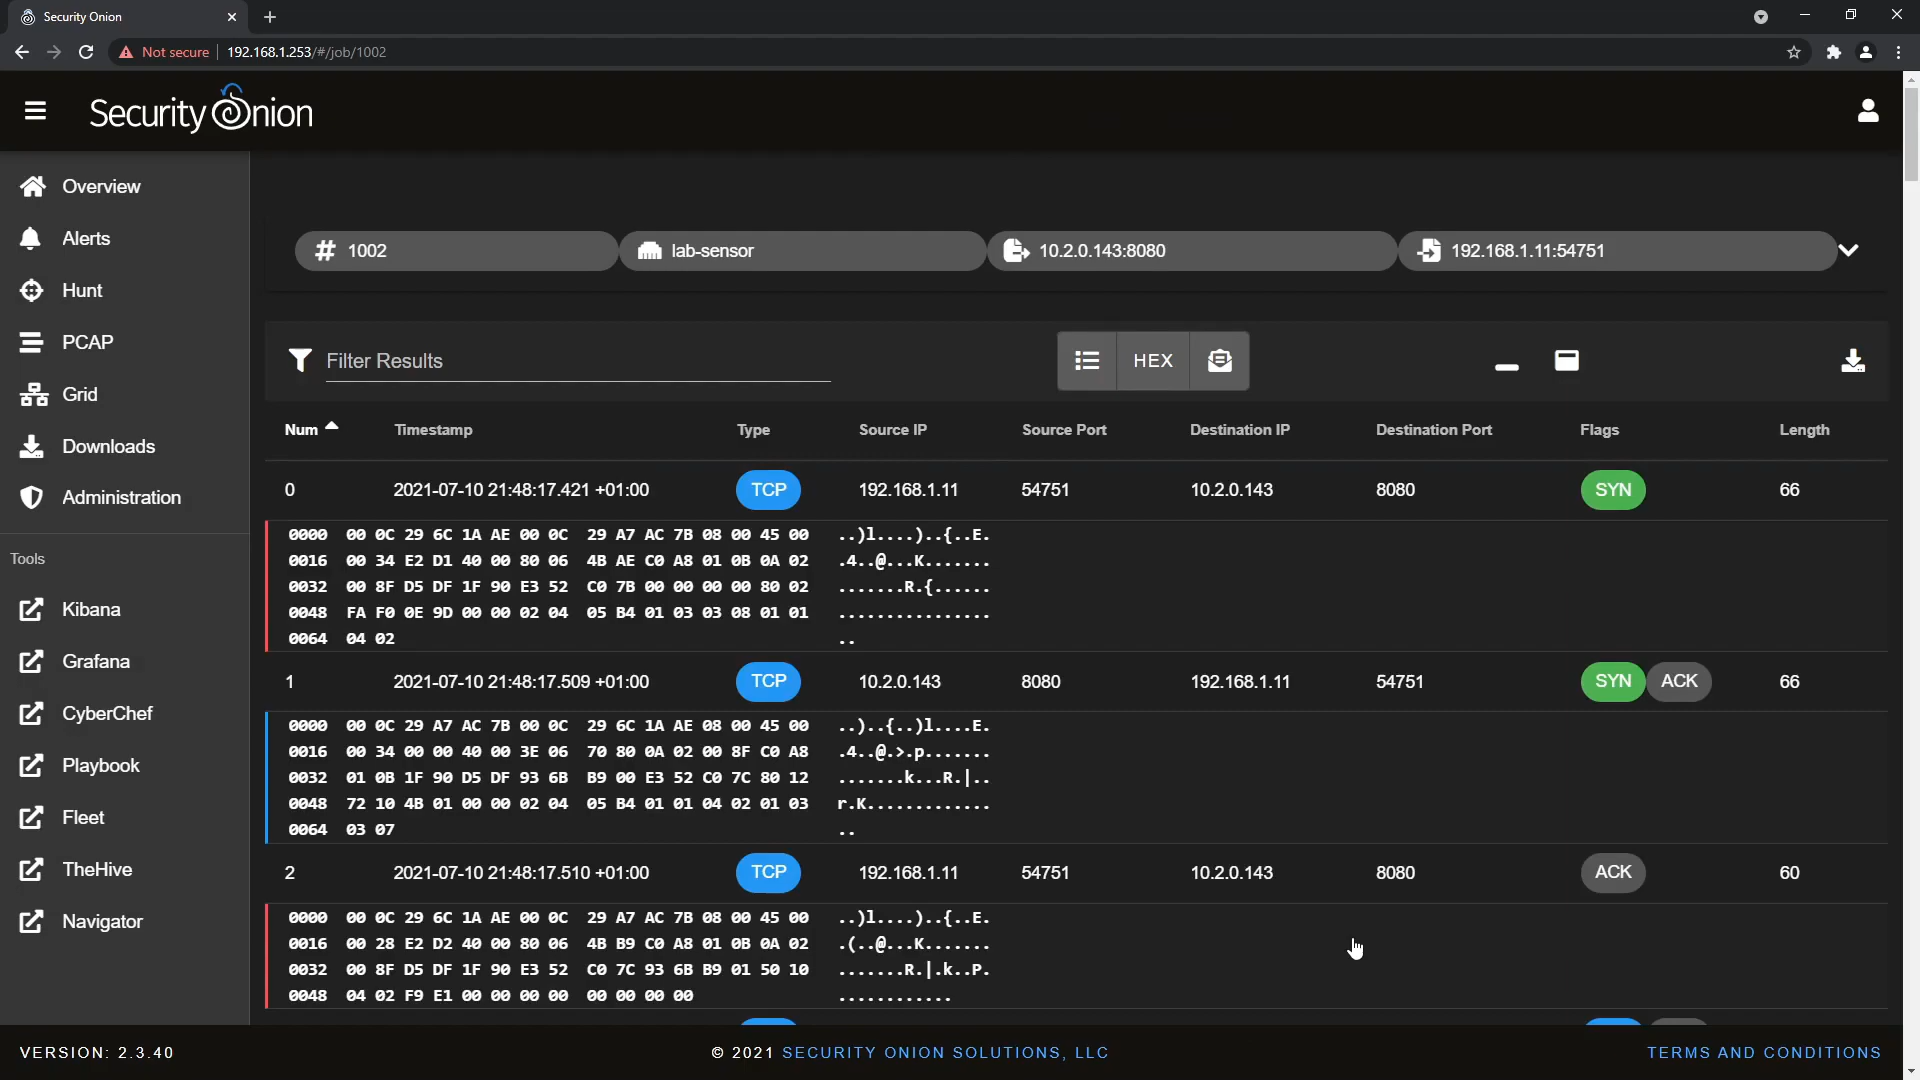 Security Onion
Not secure 192.168.1.253/#/job/1002
Security Onion
Overview
Alerts
Hunt
PCAP
Grid
Downloads
Administration
Tools
Kibana
Grafana
CyberChef
Playbook
Fleet
TheHive
Navigator
# 1002 lab-sensor 10.2.0.143:8080 192.168.1.11:54751
Filter Results HEX
Num Timestamp Type Source IP Source Port Destination IP Destination Port Flags Length
0 2021-07-10 21:48:17.421 +01:00 TCP 192.168.1.11 54751 10.2.0.143 8080 SYN 66
0000 00 0C 29 6C 1A AE 00 0C 29 A7 AC 7B 08 00 45 00 ..)l....)..{..E.
0016 00 34 E2 D1 40 00 80 06 4B AE C0 A8 01 0B 0A 02 .4..@...K.......
0032 00 8F D5 DF 1F 90 E3 52 C0 7B 00 00 00 00 80 02 .......R.{......
0048 FA F0 0E 9D 00 00 02 04 05 B4 01 03 03 08 01 01 ................
0064 04 02 ..
1 2021-07-10 21:48:17.509 +01:00 TCP 10.2.0.143 8080 192.168.1.11 54751 SYN ACK 66
0000 00 0C 29 A7 AC 7B 00 0C 29 6C 1A AE 08 00 45 00 ..)..{..)l....E.
0016 00 34 00 00 40 00 3E 06 70 80 0A 02 00 8F C0 A8 .4..@.>.p.......
0032 01 0B 1F 90 D5 DF 93 6B B9 00 E3 52 C0 7C 80 12 .......k...R.|..
0048 72 10 4B 01 00 00 02 04 05 B4 01 01 04 02 01 03 r.K.............
0064 03 07 ..
2 2021-07-10 21:48:17.510 +01:00 TCP 192.168.1.11 54751 10.2.0.143 8080 ACK 60
0000 00 0C 29 6C 1A AE 00 0C 29 A7 AC 7B 08 00 45 00 ..)l....)..{..E.
0016 00 28 E2 D2 40 00 80 06 4B B9 C0 A8 01 0B 0A 02 .(..@...K.......
0032 00 8F D5 DF 1F 90 E3 52 C0 7C 93 6B B9 01 50 10 .......R.|.k..P.
0048 04 02 F9 E1 00 00 00 00 00 00 00 00 ............
VERSION: 2.3.40 © 2021 SECURITY ONION SOLUTIONS, LLC TERMS AND CONDITIONS